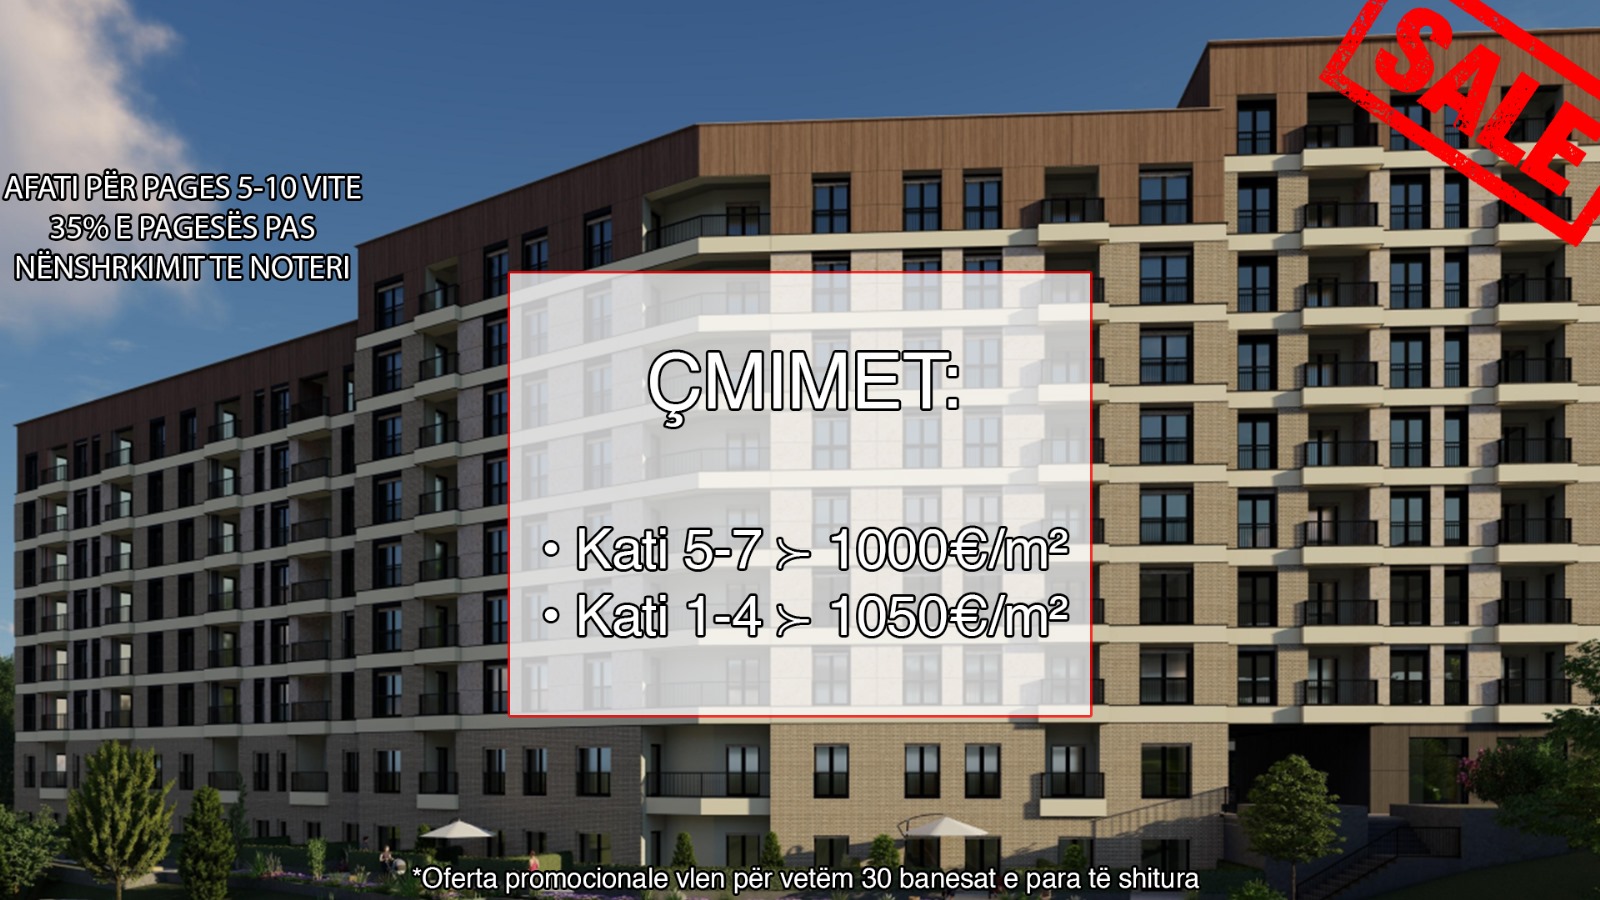 SALE
AFATI PËR PAGES 5-10 VITE
35% E PAGESËS PAS
NËNSHRKIMIT TE NOTERI
ÇMIMET:
• Kati 5-7 ≻ 1000€/m²
• Kati 1-4 ≻ 1050€/m²
*Oferta promocionale vlen për vetëm 30 banesat e para të shitura